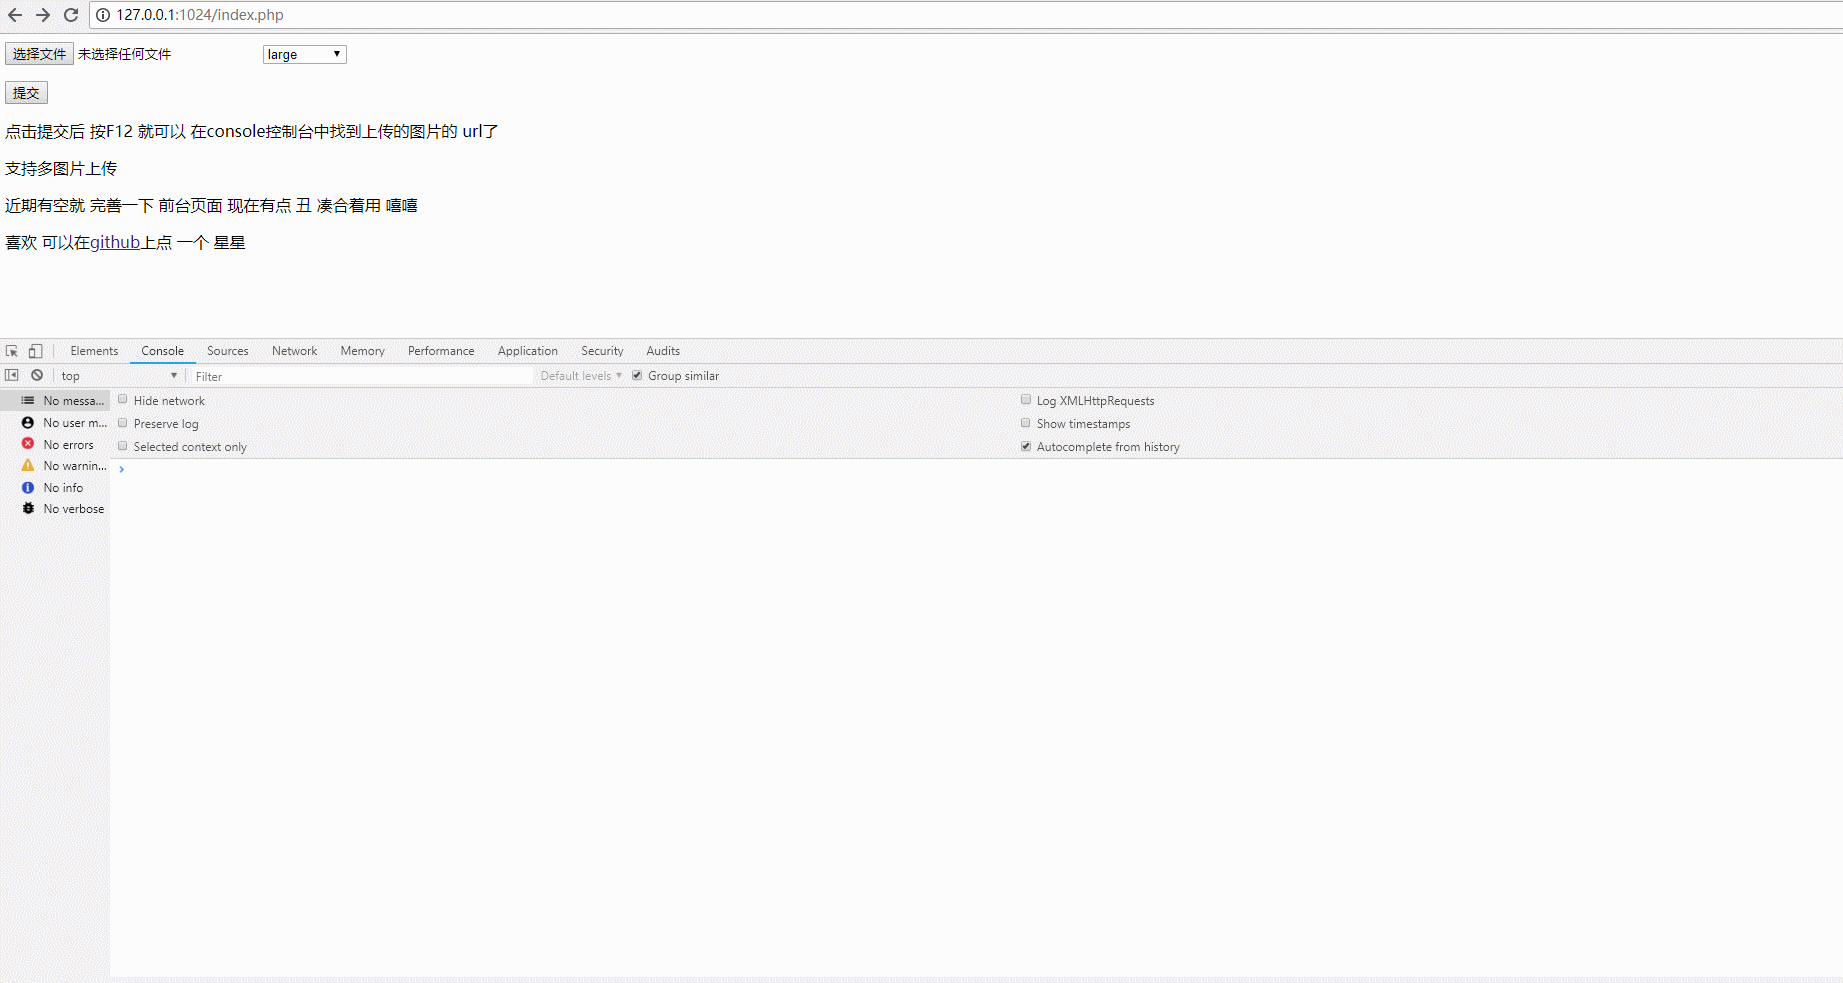 127.0.0.1:1024/index.php
选择文件 未选择任何文件 large
提交
点击提交后 按F12 就可以 在console控制台中找到上传的图片的 url了
支持多图片上传
近期有空就 完善一下 前台页面 现在有点 丑 凑合着用 嘻嘻
喜欢 可以在github上点 一个 星星
Elements Console Sources Network Memory Performance Application Security Audits
top Filter Default levels Group similar
No messa... Hide network Log XMLHttpRequests
No user m... Preserve log Show timestamps
No errors Selected context only Autocomplete from history
No warnin...
No info
No verbose